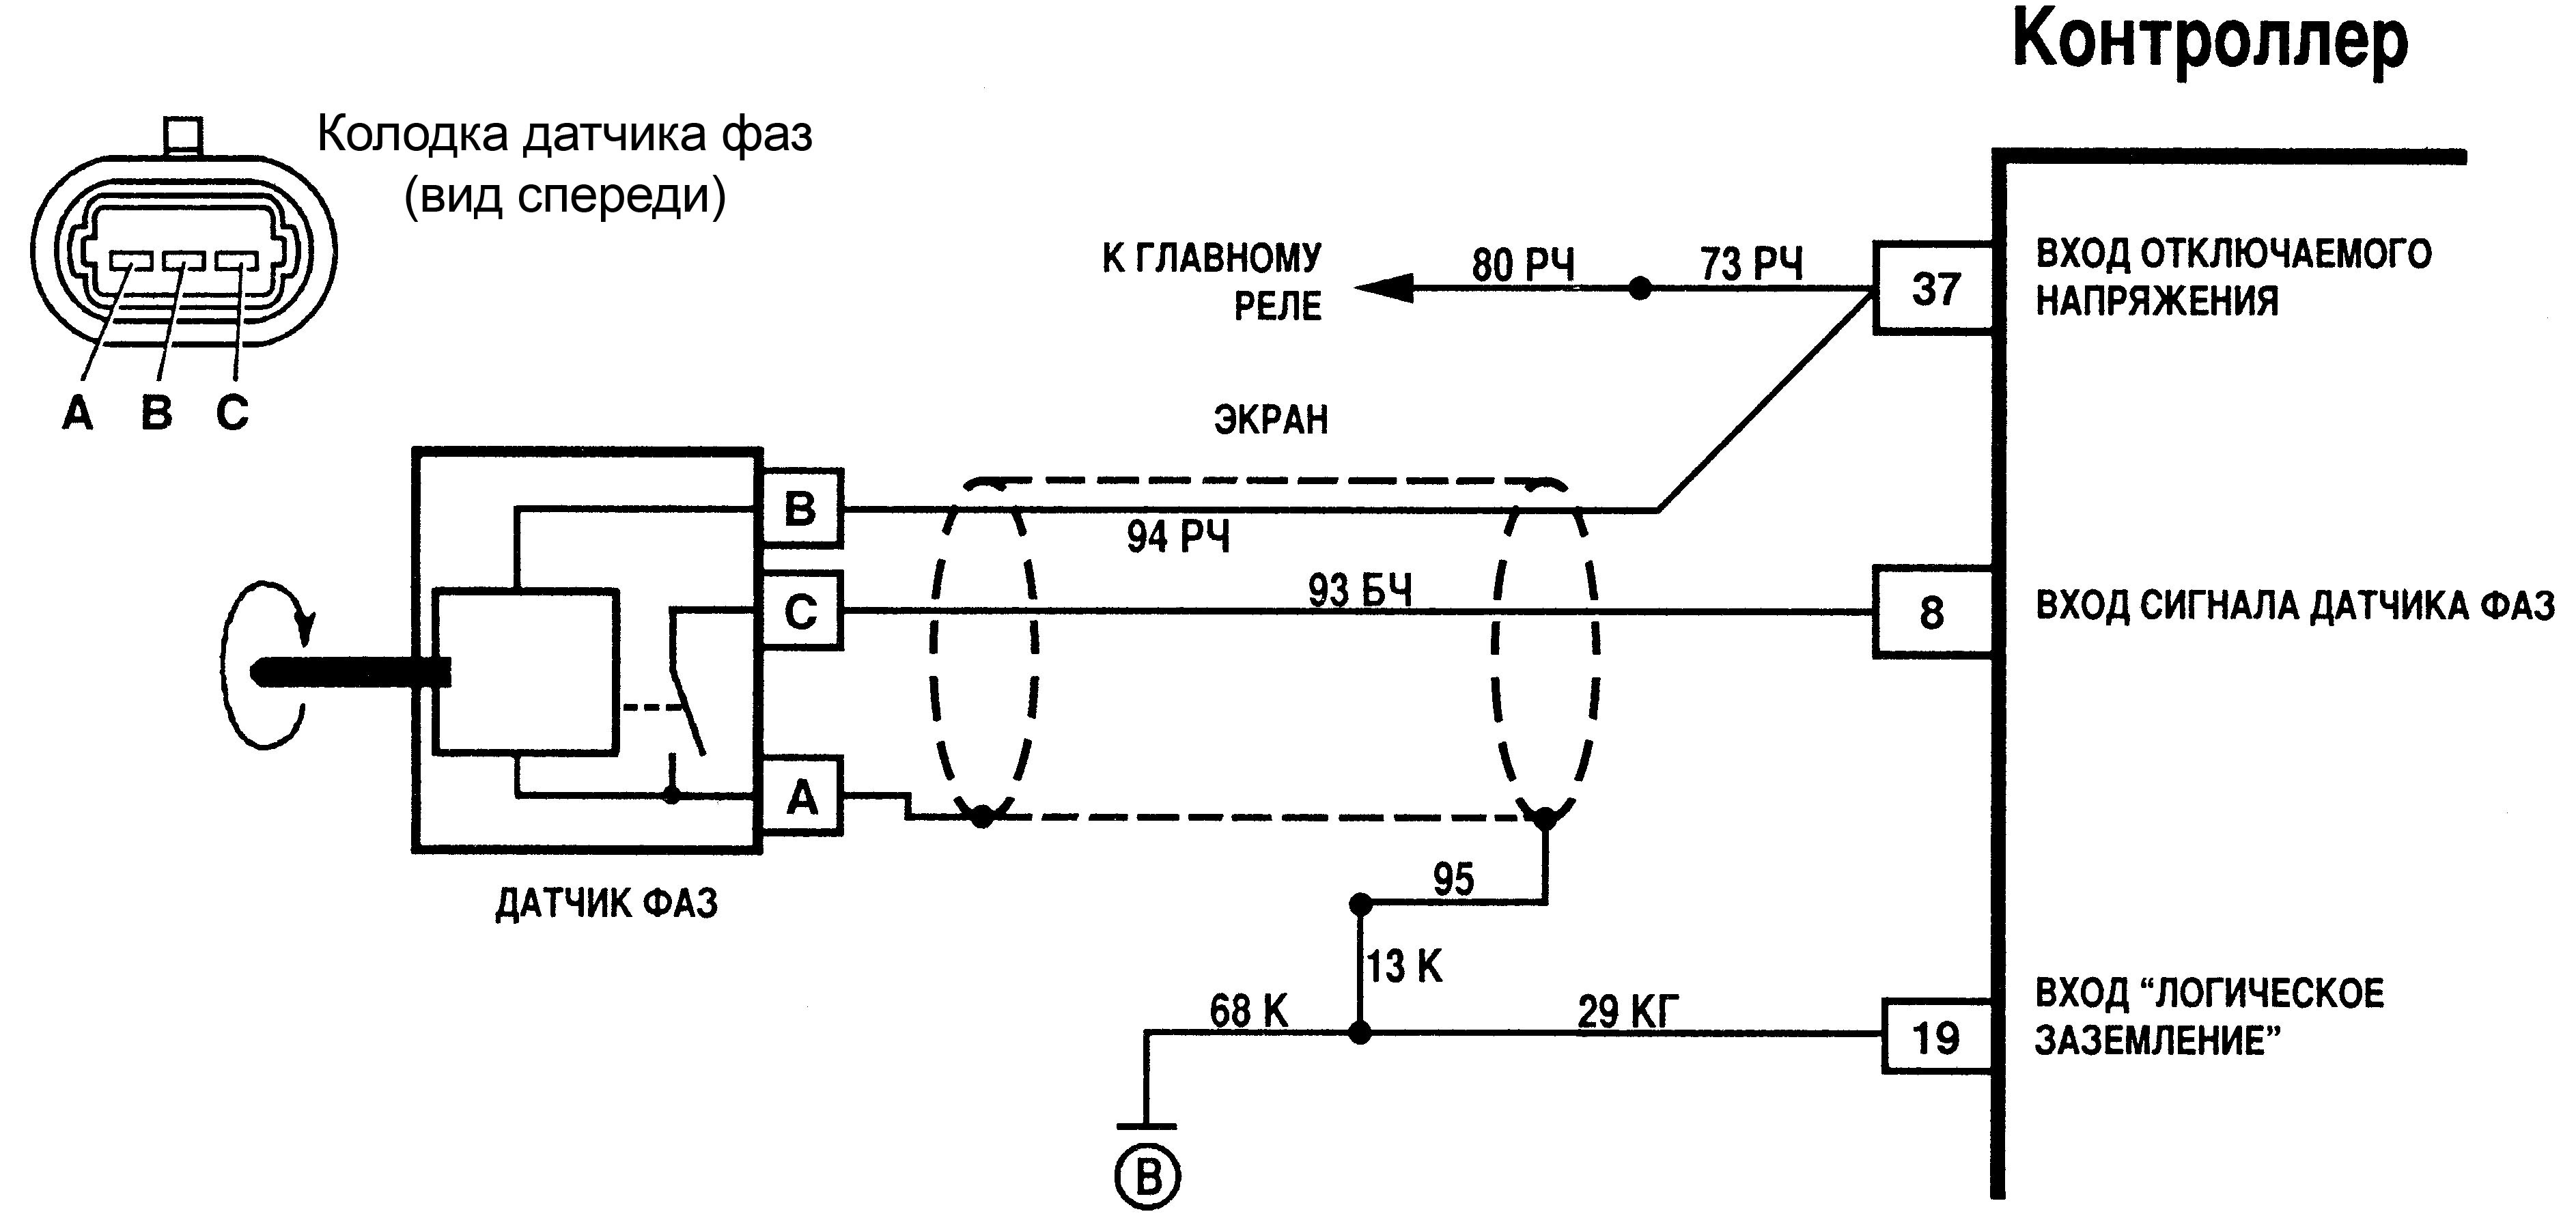 Контроллер
Колодка датчика фаз
(вид спереди)
A B C
К ГЛАВНОМУ
РЕЛЕ
80 РЧ
73 РЧ
37
ВХОД ОТКЛЮЧАЕМОГО
НАПРЯЖЕНИЯ
ЭКРАН
B
94 РЧ
C
93 БЧ
8
ВХОД СИГНАЛА ДАТЧИКА ФАЗ
A
ДАТЧИК ФАЗ
95
13 К
68 К
29 КГ
19
ВХОД “ЛОГИЧЕСКОЕ
ЗАЗЕМЛЕНИЕ”
B